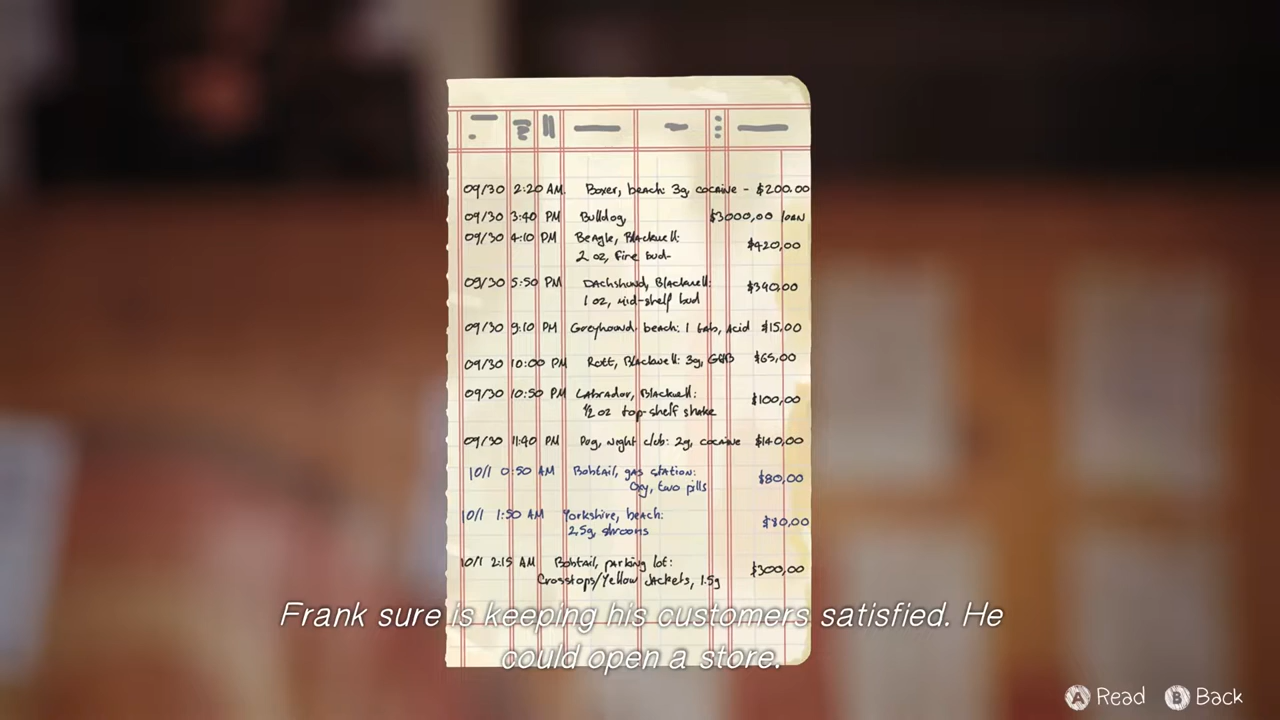 09/30 2:20 AM. Boxer, beach: 3g, cocaine - $200.00
09/30 3:40 PM Bulldog, $3000,00 loan
09/30 4:10 PM Beagle, Blackwell: $420,00
2 oz, fire bud-
09/30 5:50 PM Dachshund, Blackwell: $340,00
1 oz, mid-shelf bud
09/30 9:10 PM Greyhound, beach: 1 tab, Acid $15,00
09/30 10:00 PM Rott, Blackwell: 3g, GHB $65,00
09/30 10:50 PM Labrador, Blackwell: $100,00
1/2 oz top-shelf shake
09/30 11:40 PM Dog, night club: 2g, cocaine $140,00
10/1 0:50 AM Bobtail, gas station: $80,00
Oxy, two pills
10/1 1:50 AM Yorkshire, beach:
2,5g, shrooms
10/1 2:15 AM Bobtail, parking lot: $300,00
Crosstops/Yellow Jackets, 1.5g
Frank sure is keeping his customers satisfied. He
could open a store.
A Read B Back